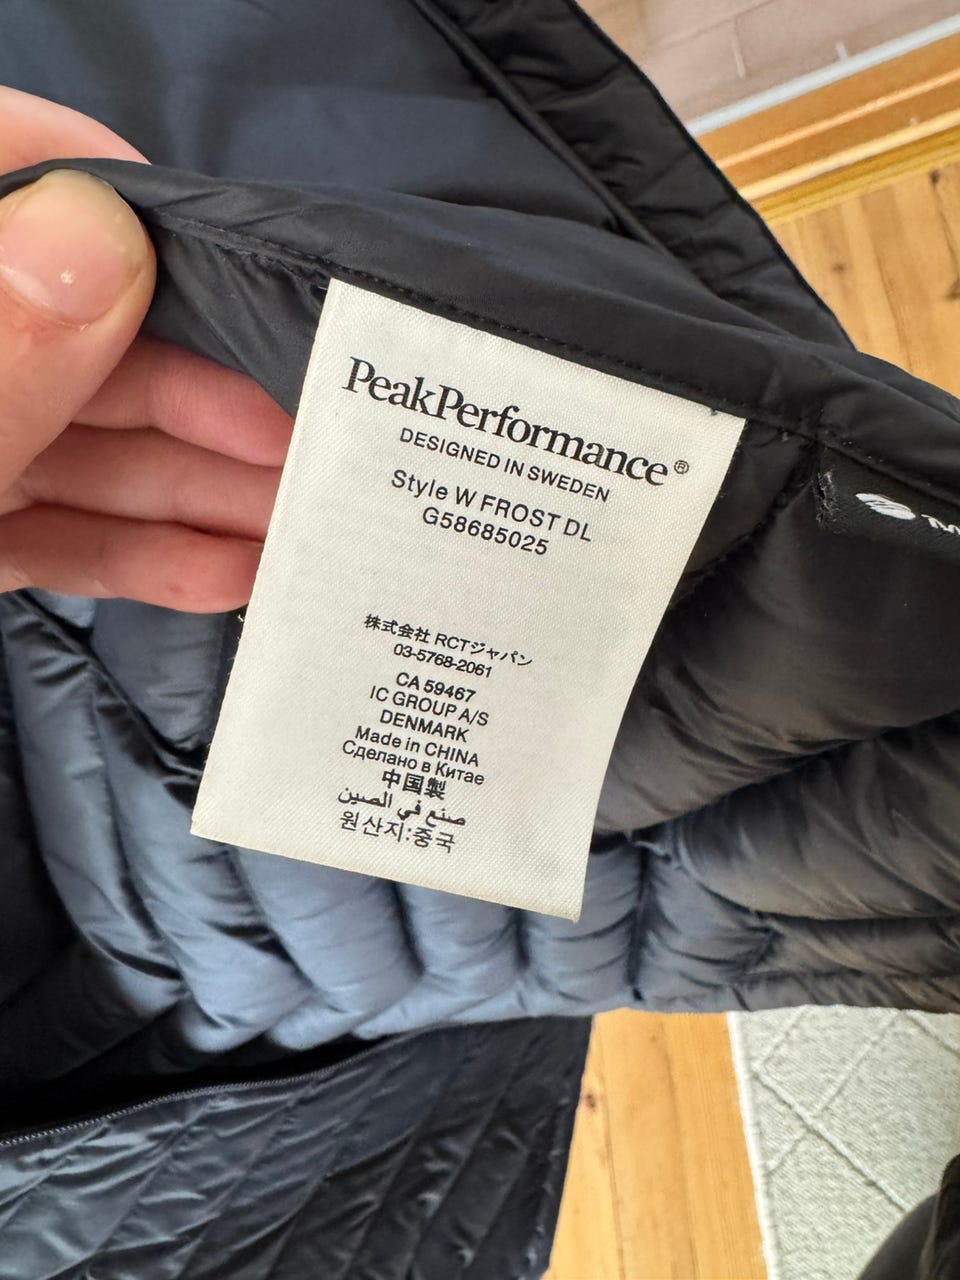 PeakPerformance®
DESIGNED IN SWEDEN
Style W FROST DL
G58685025
株式会社 RCTジャパン
03-5768-2061
CA 59467
IC GROUP A/S
DENMARK
Made in CHINA
Сделано в Китае
中国製
صنع في الصين
원산지:중국